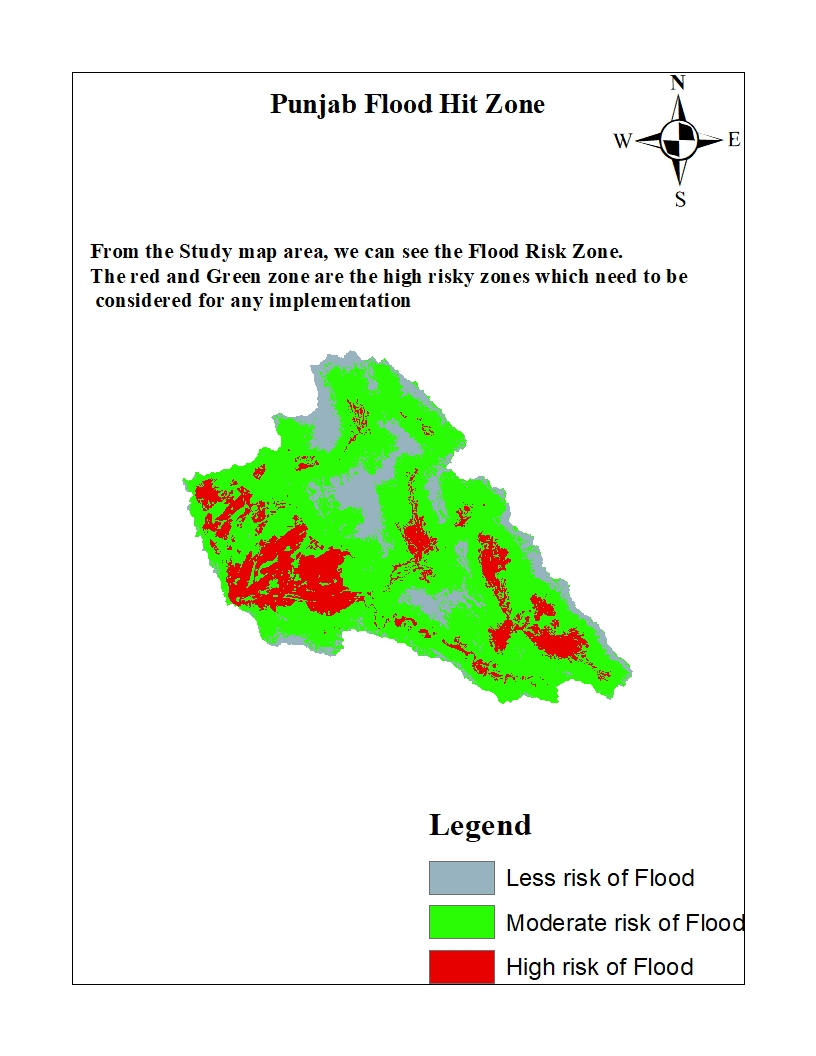 Punjab Flood Hit Zone
N
W
E
S
From the Study map area, we can see the Flood Risk Zone.
The red and Green zone are the high risky zones which need to be
considered for any implementation
Legend
Less risk of Flood
Moderate risk of Flood
High risk of Flood